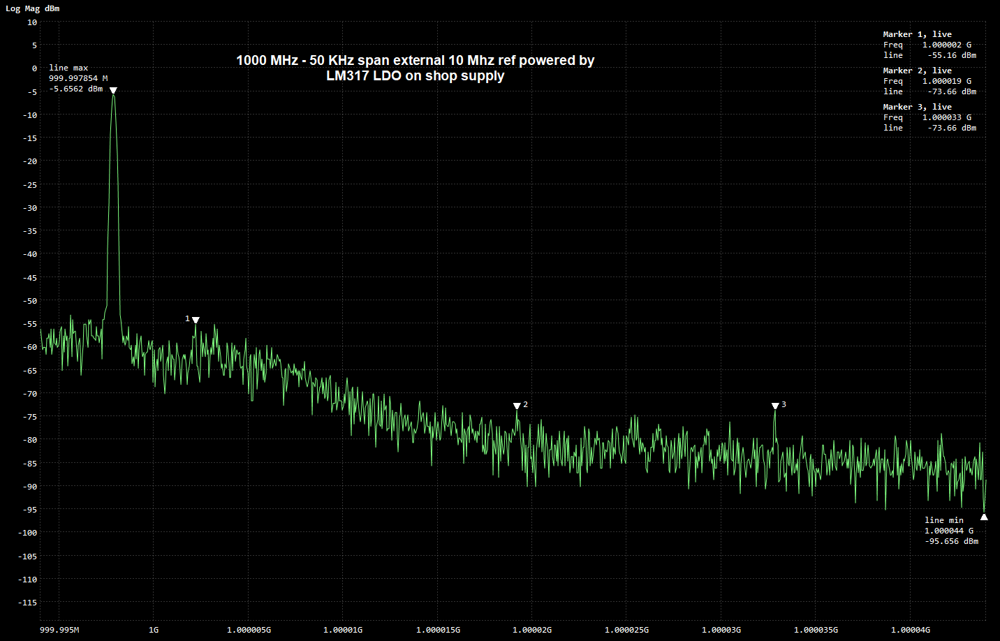 Log Mag dBm
10
5
0
-5
-10
-15
-20
-25
-30
-35
-40
-45
-50
-55
-60
-65
-70
-75
-80
-85
-90
-95
-100
-105
-110
-115
line max
999.997854 M
-5.6562 dBm
1000 MHz - 50 KHz span external 10 Mhz ref powered by
LM317 LDO on shop supply
Marker 1, live
Freq 1.000002 G
line -55.16 dBm
Marker 2, live
Freq 1.000019 G
line -73.66 dBm
Marker 3, live
Freq 1.000033 G
line -73.66 dBm
1
2
3
line min
1.000044 G
-95.656 dBm
999.995M 1G 1.000005G 1.00001G 1.000015G 1.00002G 1.000025G 1.00003G 1.000035G 1.00004G